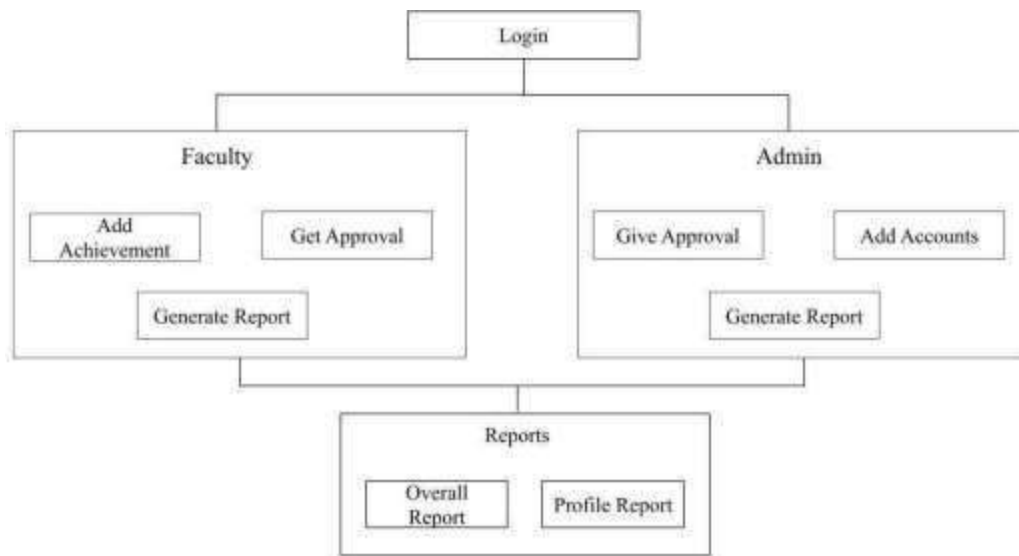 Login
Faculty
Admin
Add
Achievement
Get Approval
Give Approval
Add Accounts
Generate Report
Generate Report
Reports
Overall
Report
Profile Report